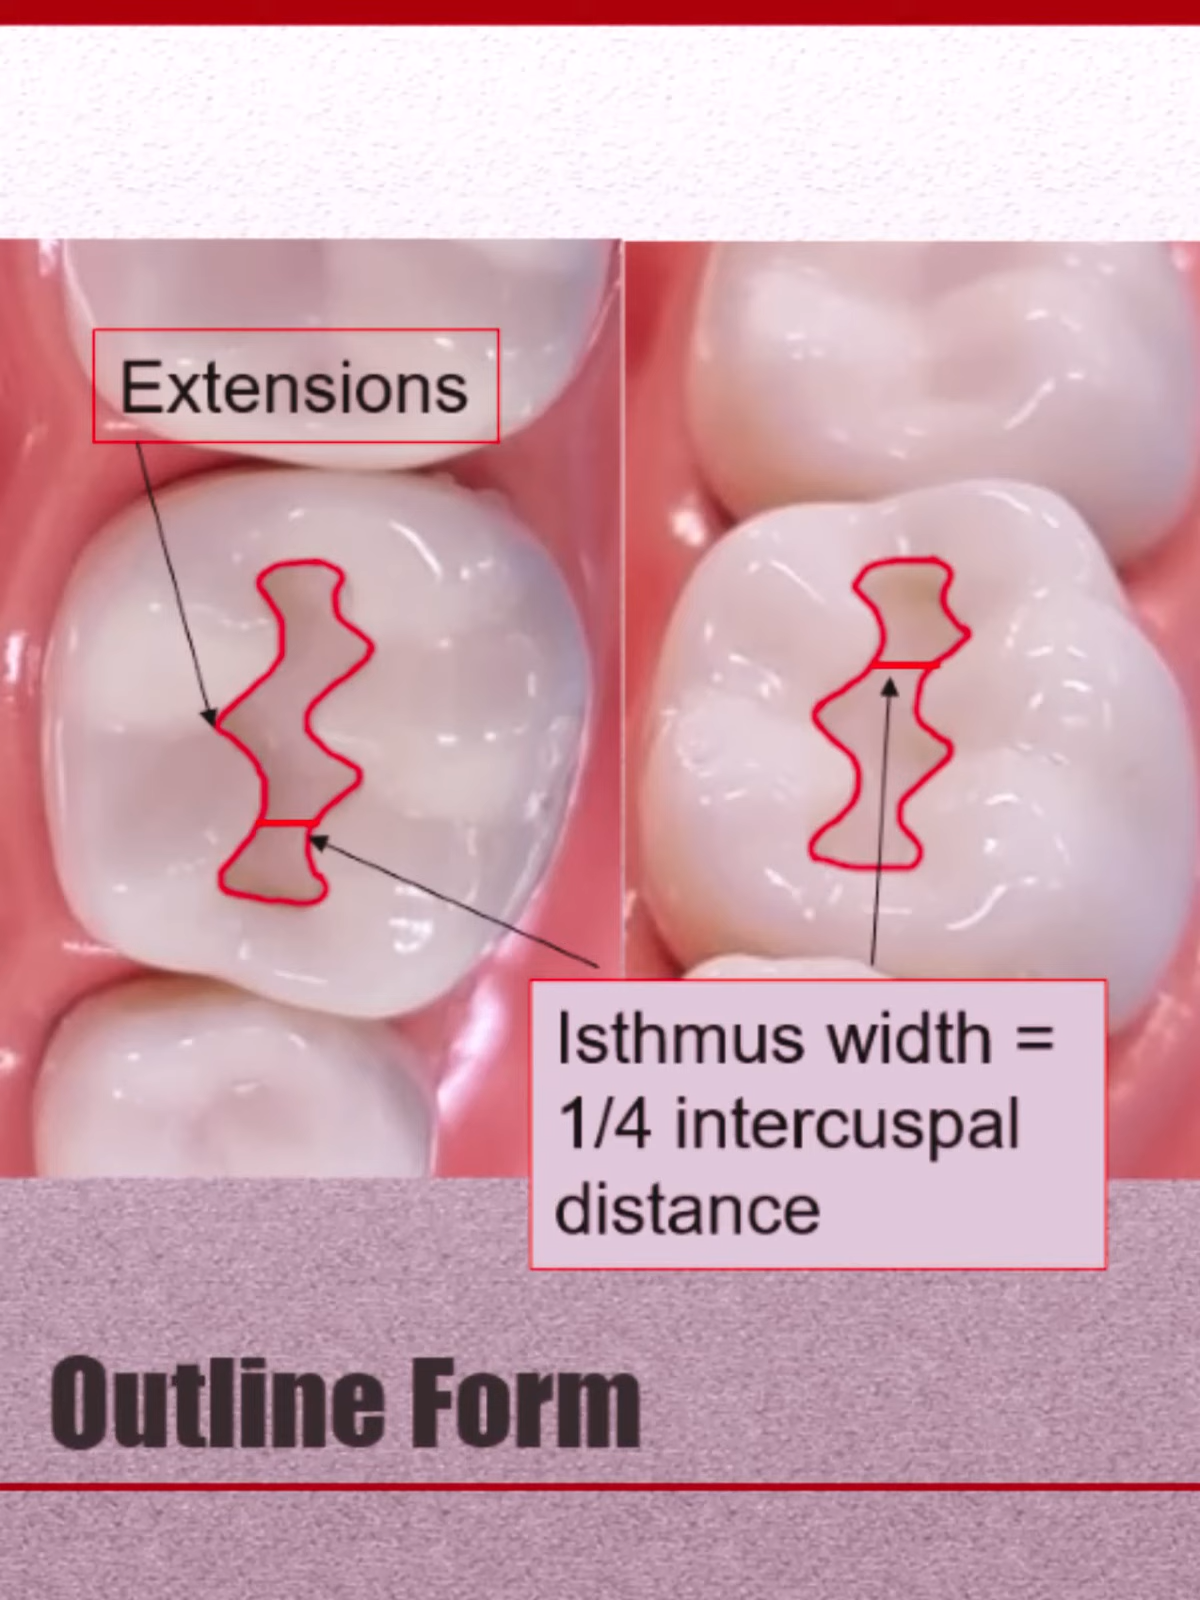 Extensions
Isthmus width =
1/4 intercuspal
distance
Outline Form